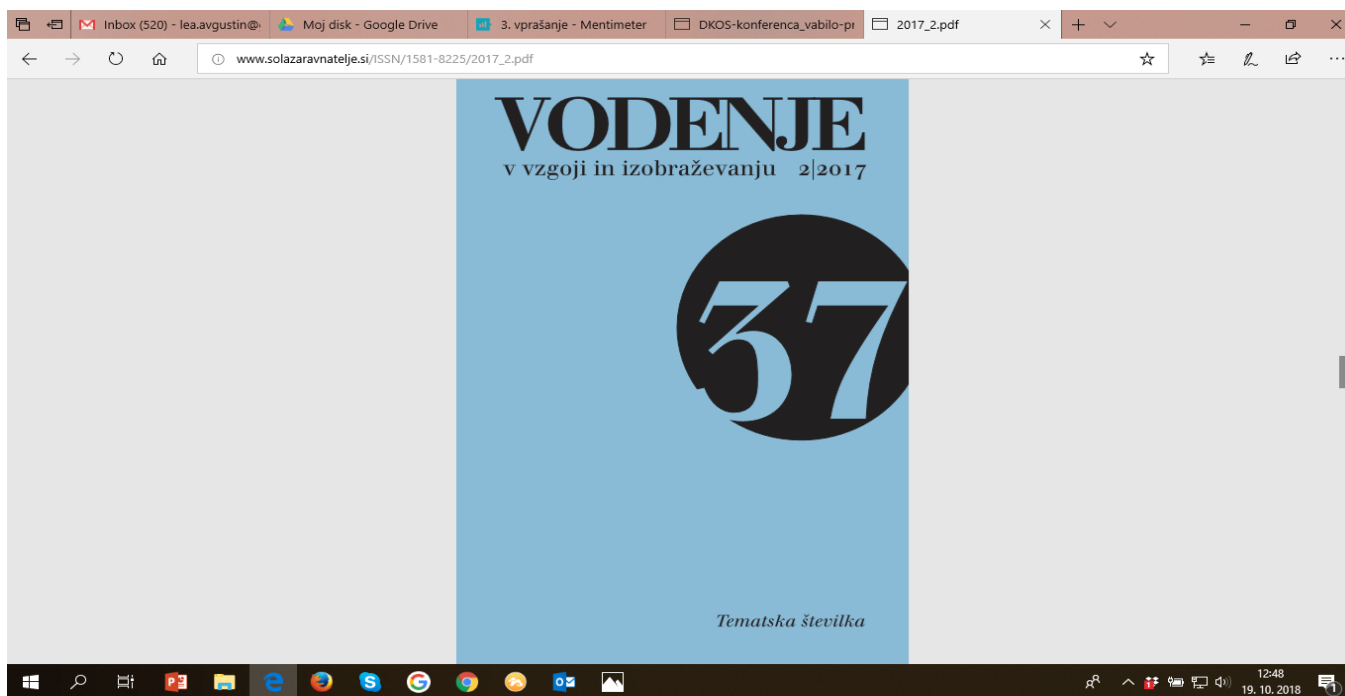 Inbox (520) - lea.avgustin@
Moj disk - Google Drive
3. vprašanje - Mentimeter
DKOS-konferenca_vabilo-pr
2017_2.pdf
www.solazaravnatelje.si/ISSN/1581-8225/2017_2.pdf
VODENJE
v vzgoji in izobraževanju 2|2017
37
Tematska številka
12:48
19. 10. 2018